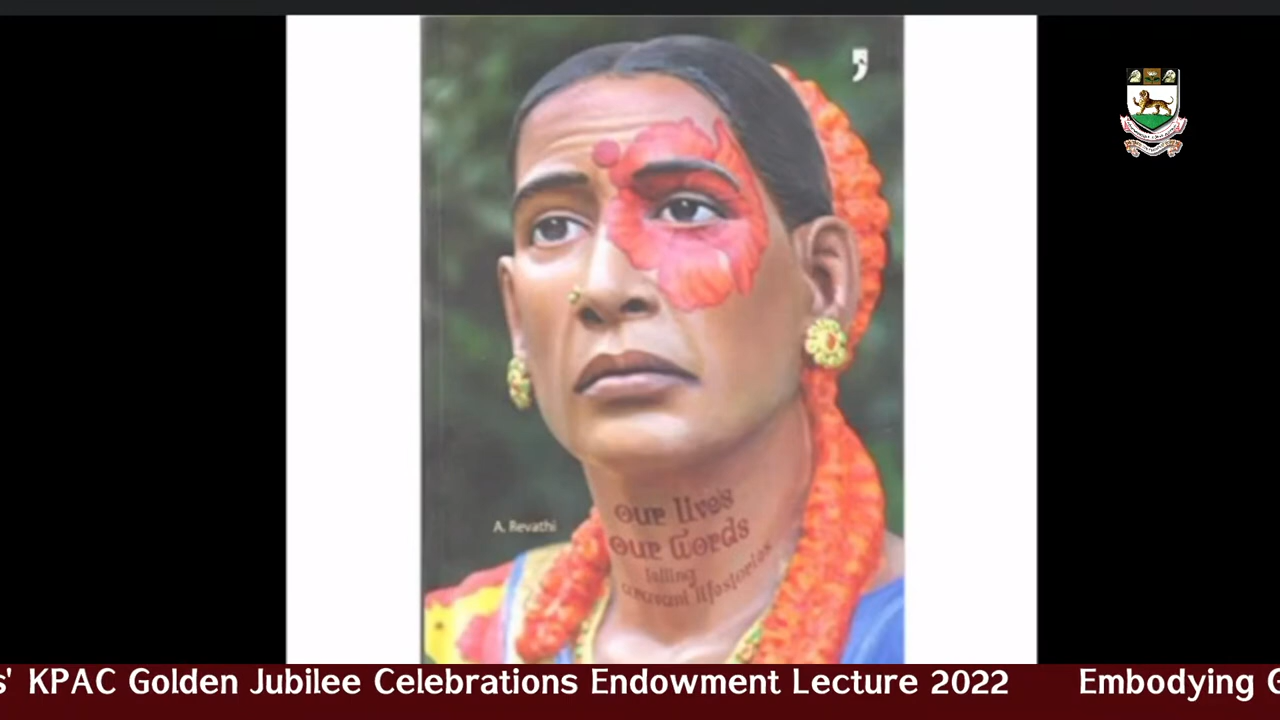 A. Revathi
our lives
our words
telling
aravani lifestories
s' KPAC Golden Jubilee Celebrations Endowment Lecture 2022 Embodying G